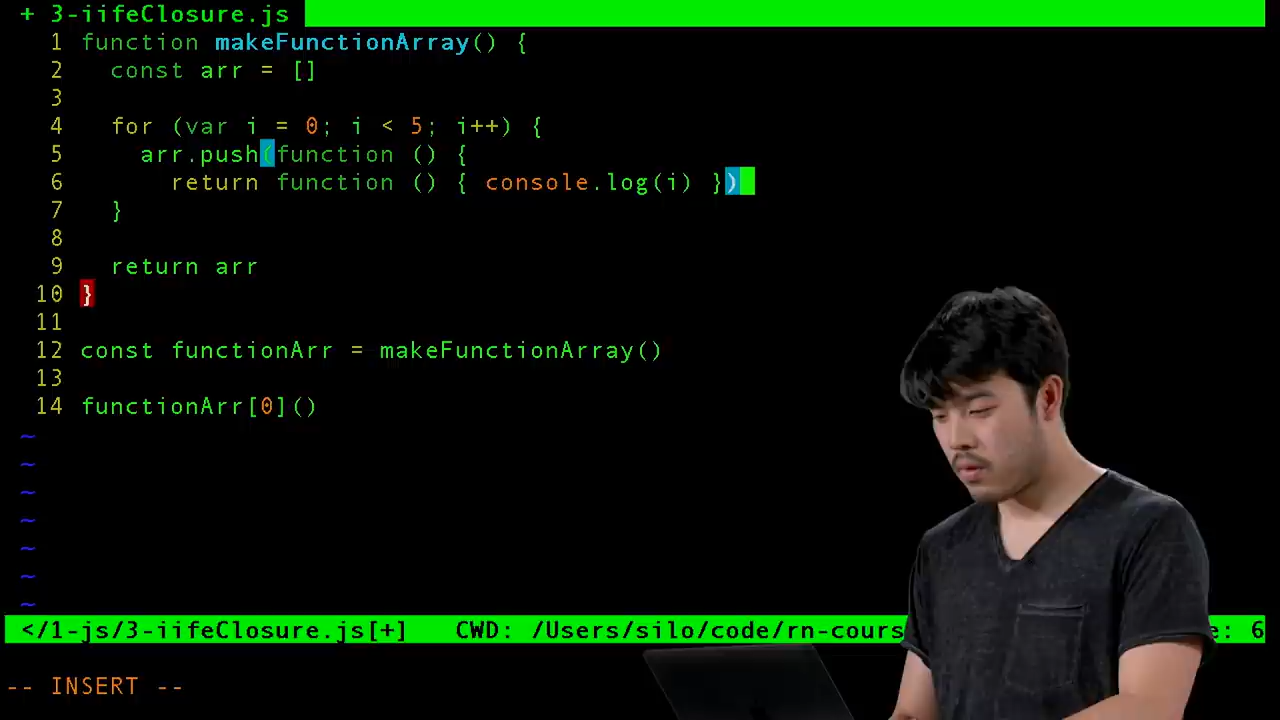 + 3-iifeClosure.js
1 function makeFunctionArray() {
2   const arr = []
3
4   for (var i = 0; i < 5; i++) {
5     arr.push(function () {
6       return function () { console.log(i) })
7   }
8
9   return arr
10 }
11
12 const functionArr = makeFunctionArray()
13
14 functionArr[0]()
~
~
~
~
~
~
~
</1-js/3-iifeClosure.js[+]    CWD: /Users/silo/code/rn-cours e: 6
-- INSERT --